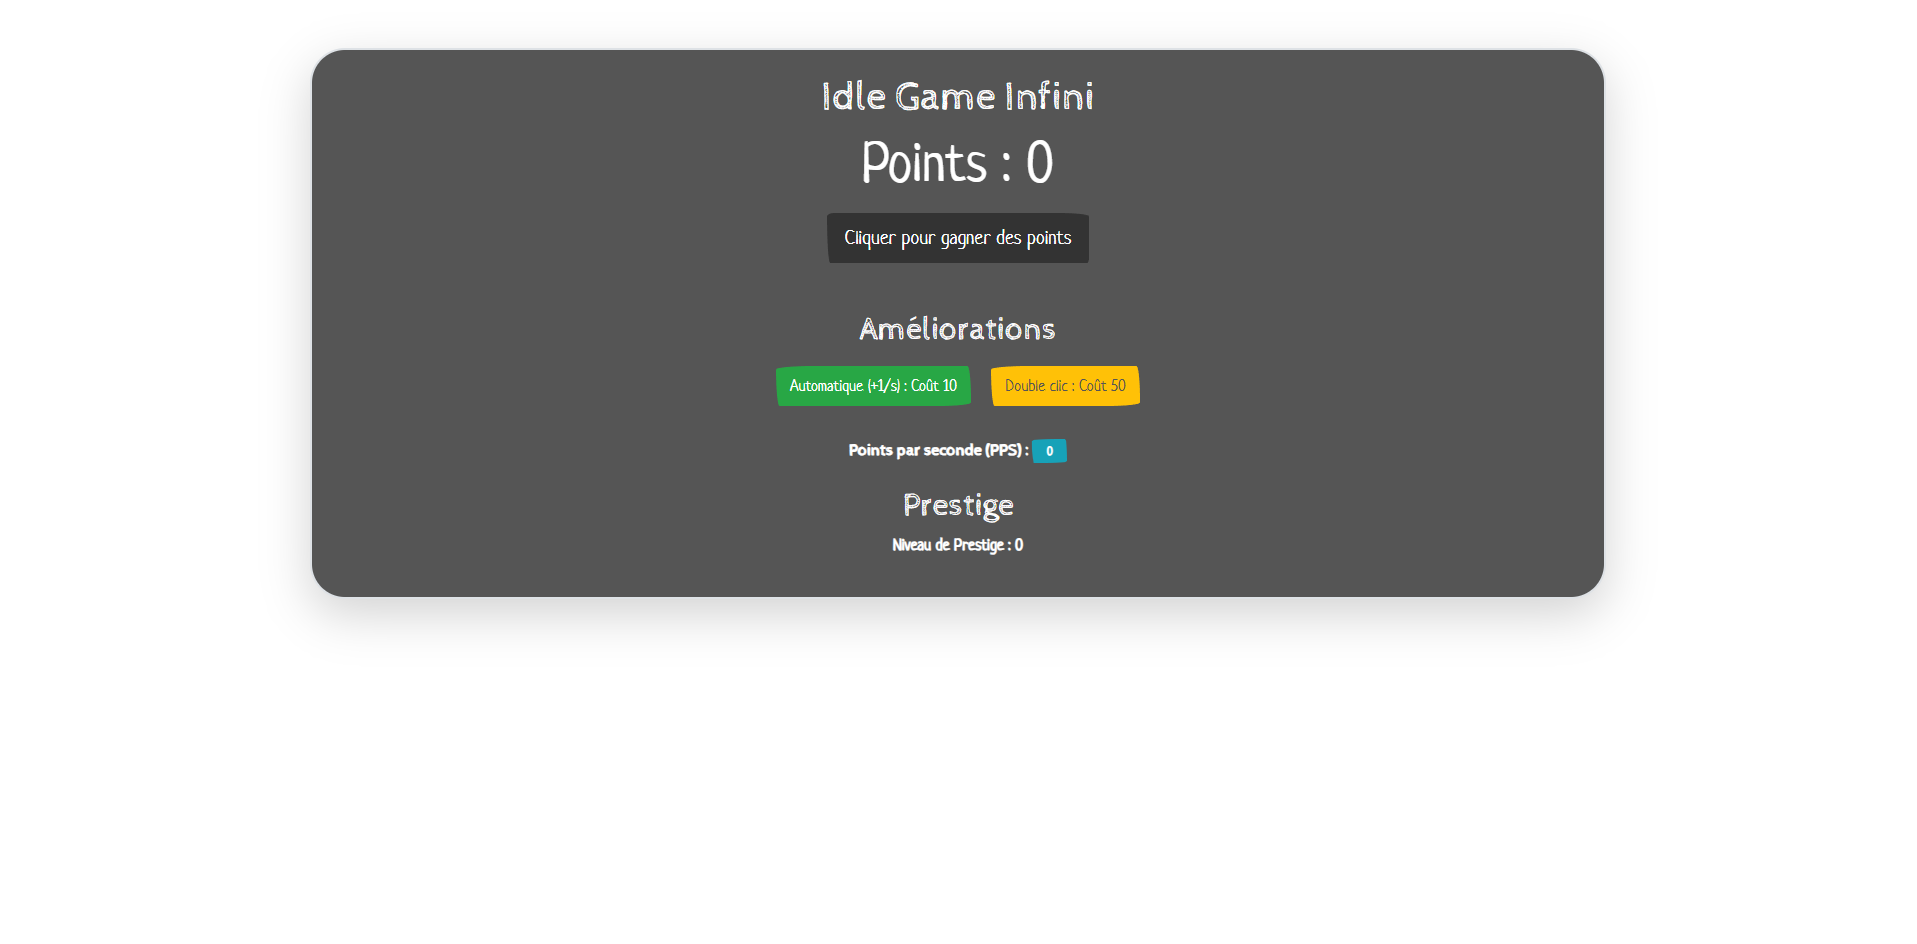 Idle Game Infini
Points : 0
Cliquer pour gagner des points
Améliorations
Automatique (+1/s) : Coût 10 Double clic : Coût 50
Points par seconde (PPS) : 0
Prestige
Niveau de Prestige : 0